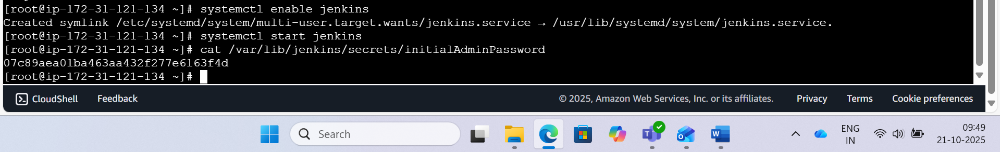 [root@ip-172-31-121-134 ~]# systemctl enable jenkins
Created symlink /etc/systemd/system/multi-user.target.wants/jenkins.service → /usr/lib/systemd/system/jenkins.service.
[root@ip-172-31-121-134 ~]# systemctl start jenkins
[root@ip-172-31-121-134 ~]# cat /var/lib/jenkins/secrets/initialAdminPassword
07c89aea01ba463aa432f277e6163f4d
[root@ip-172-31-121-134 ~]#
CloudShell Feedback © 2025, Amazon Web Services, Inc. or its affiliates. Privacy Terms Cookie preferences
Search
ENG
IN
09:49
21-10-2025